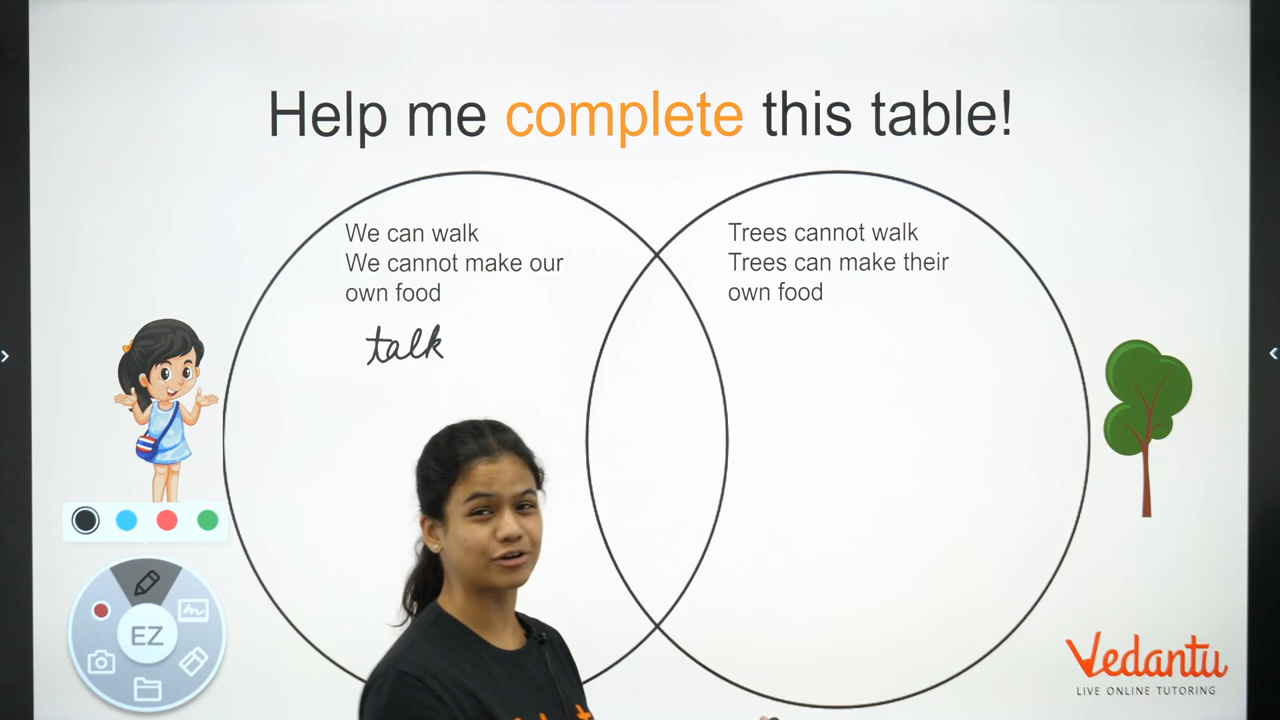 Help me complete this table!
We can walk
We cannot make our
own food
talk
Trees cannot walk
Trees can make their
own food
EZ
Vedantu
LIVE ONLINE TUTORING